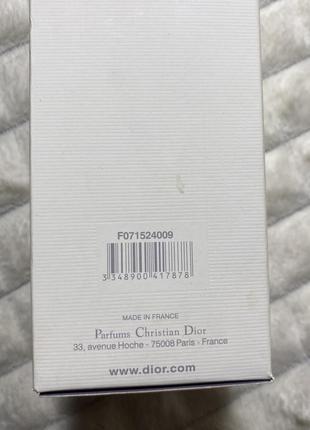 F071524009
3 348900 417878
MADE IN FRANCE
Parfums Christian Dior
33, avenue Hoche - 75008 Paris - France
www.dior.com